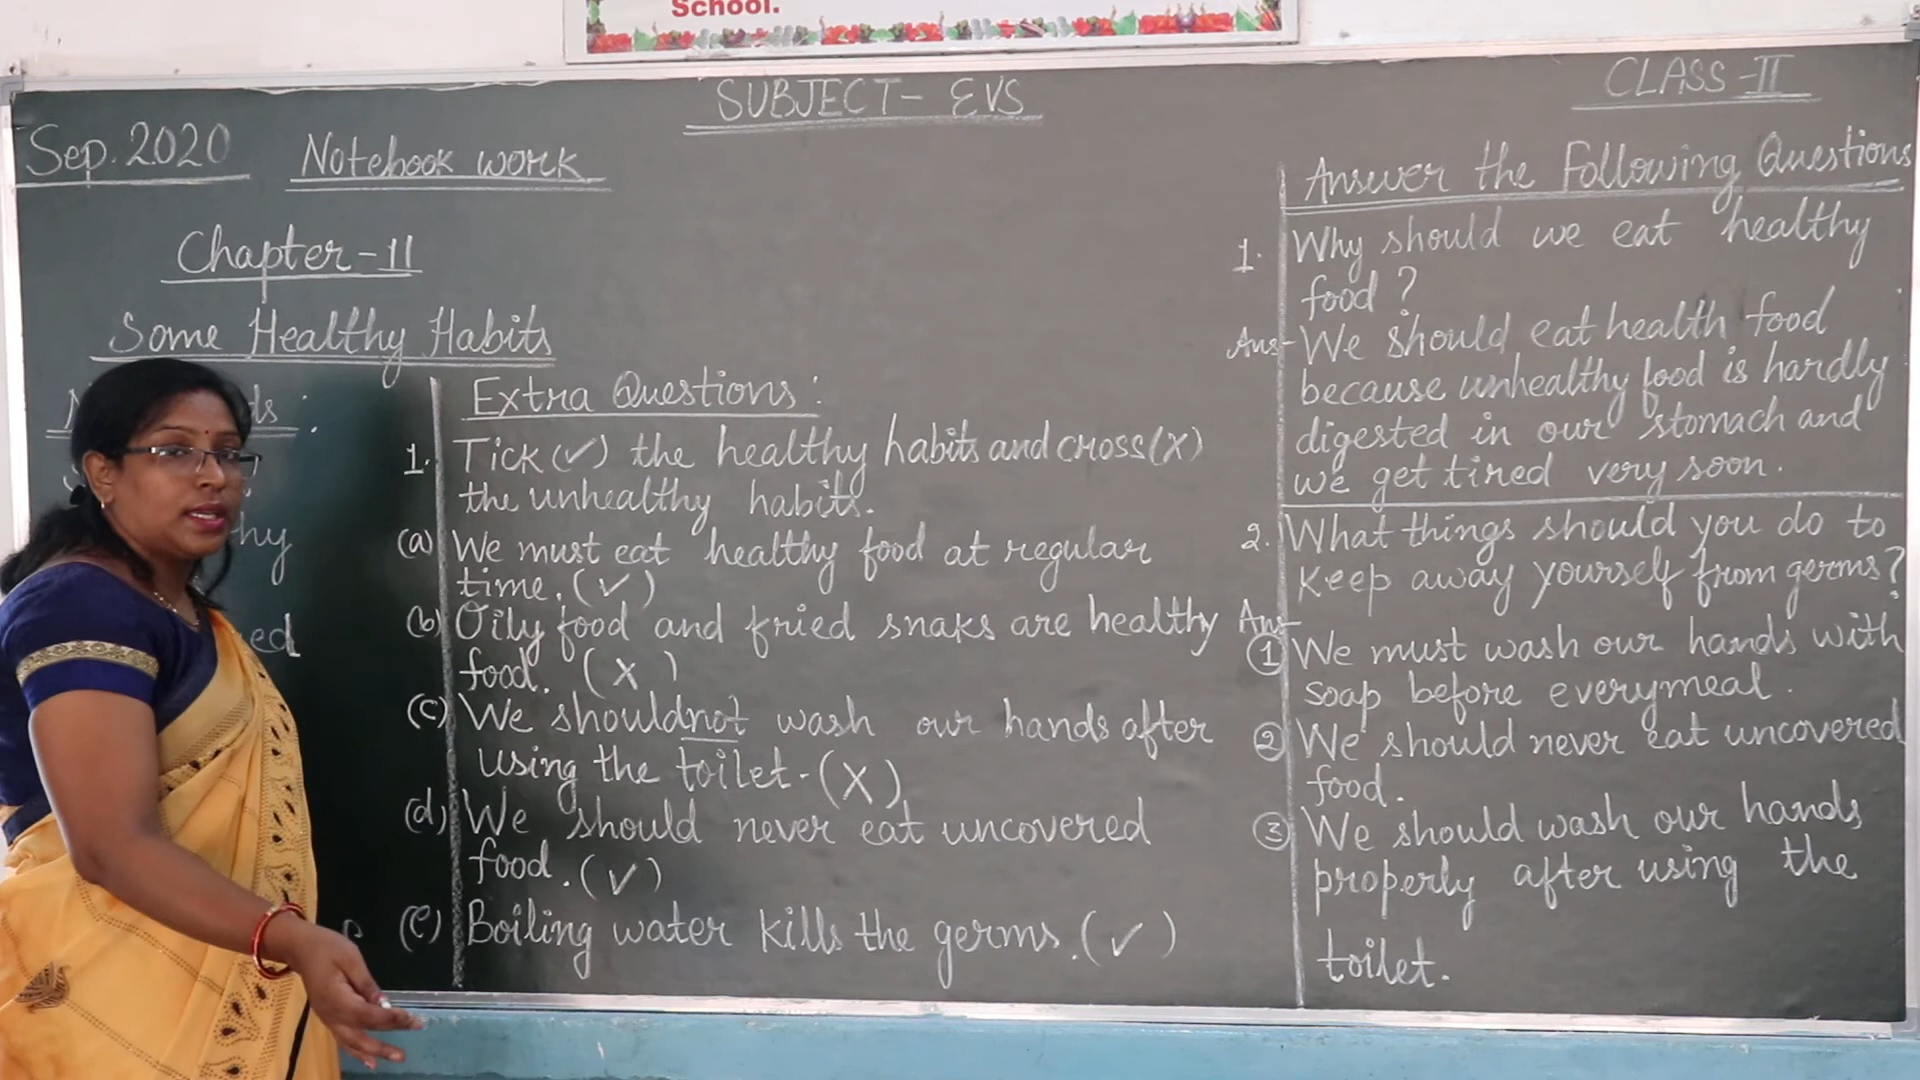 School.
SUBJECT- EVS
CLASS-II
Sep. 2020
Notebook work
Chapter-11
Some Healthy Habits
Extra Questions:
1. Tick(✓) the healthy habits and cross(x)
the unhealthy habits.
(a) We must eat healthy food at regular
time. (✓)
(b) Oily food and fried snaks are healthy
food. (X)
(c) We should not wash our hands after
using the toilet-(X)
(d) We should never eat uncovered
food. (✓)
(e) Boiling water kills the germs. (✓)
Answer the Following Questions
1. Why should we eat healthy
food?
Ans- We should eat health food
because unhealthy food is hardly
digested in our stomach and
we get tired very soon.
2. What things should you do to
keep away yourself from germs?
Ans-
① We must wash our hands with
soap before everymeal.
② We should never eat uncovered
food.
③ We should wash our hands
properly after using the
toilet.